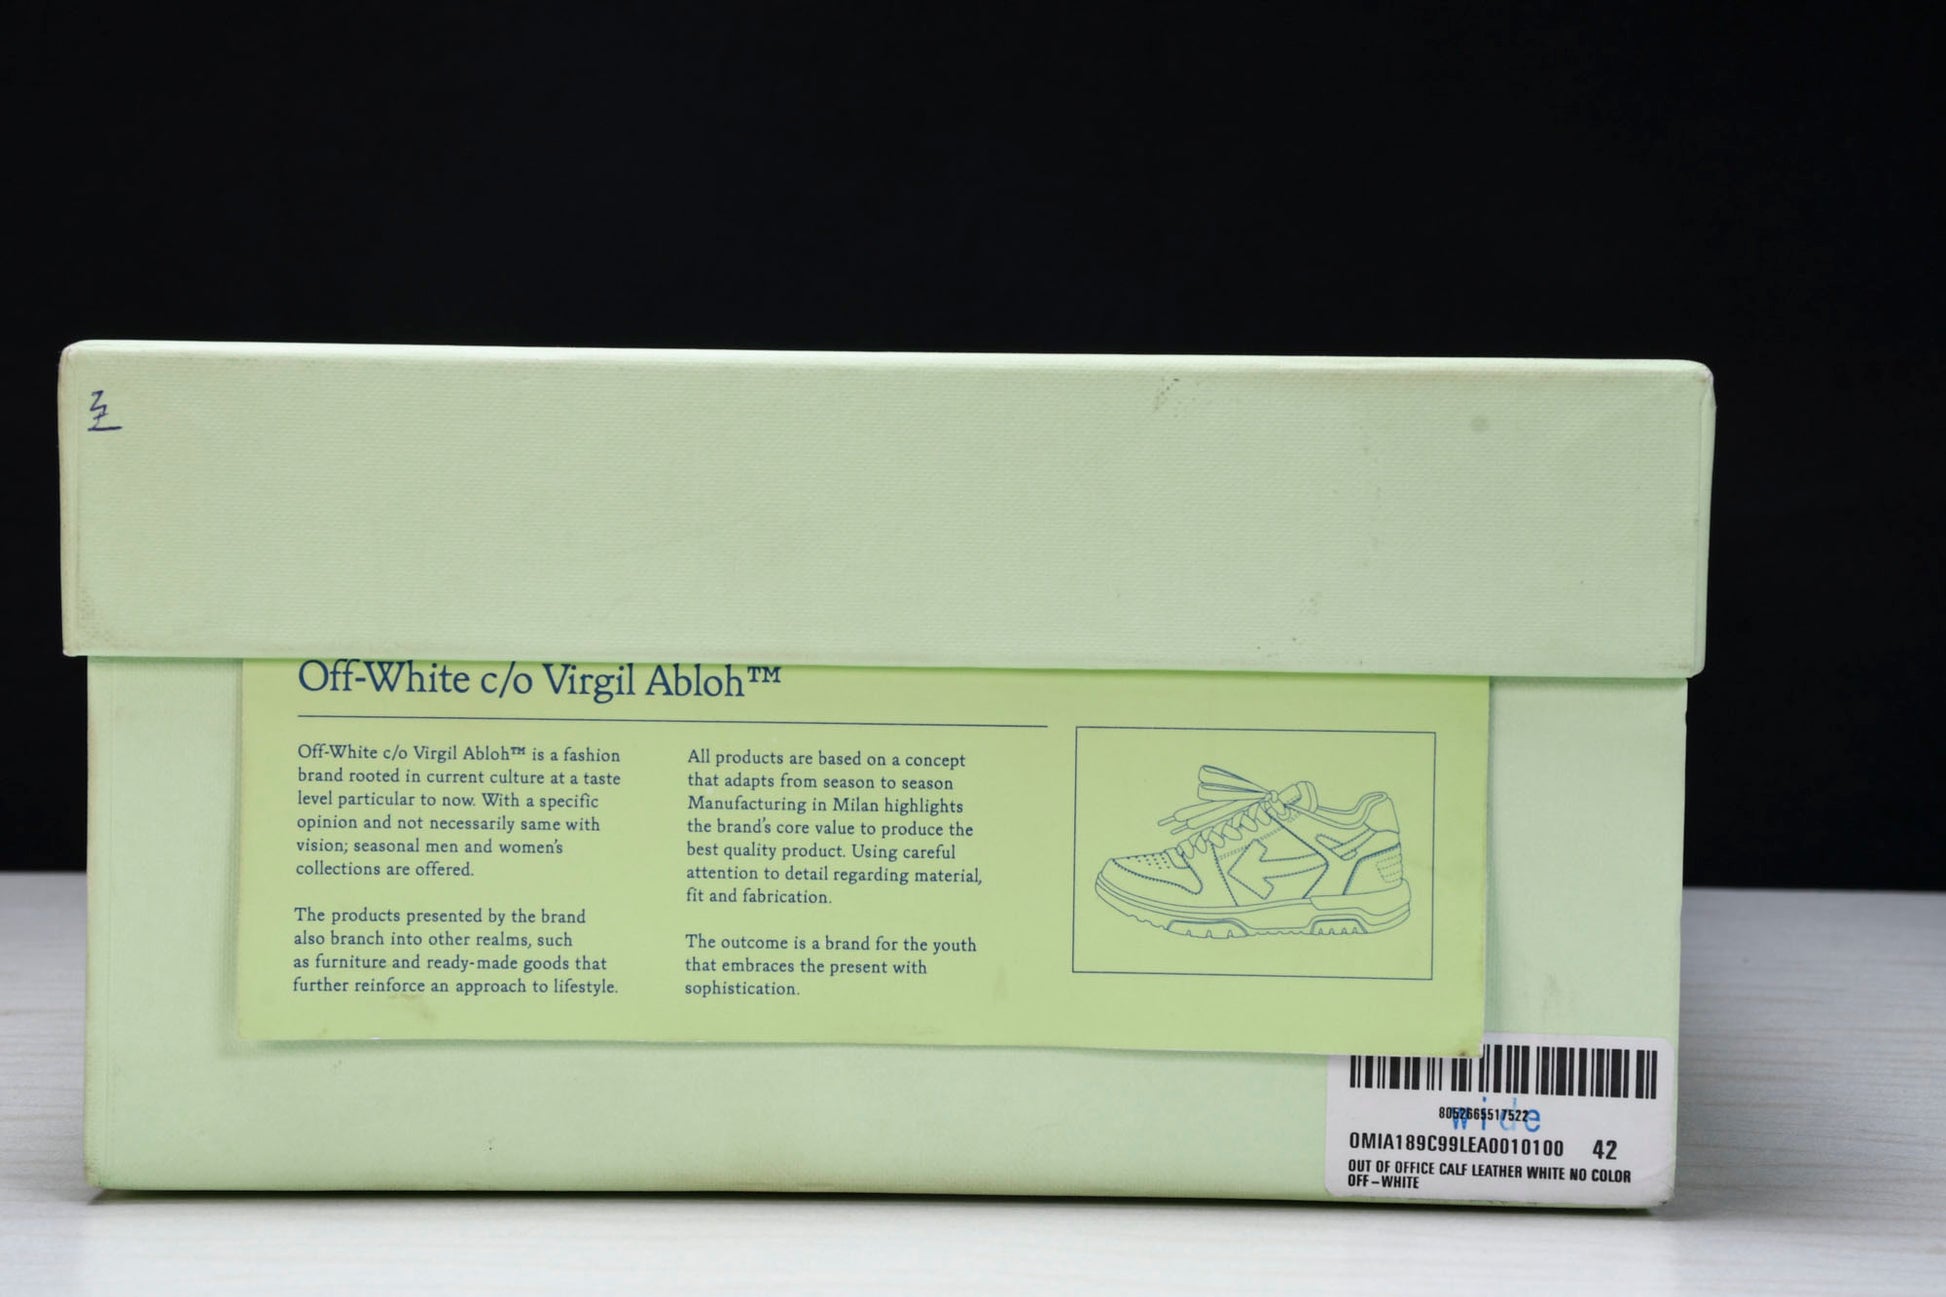 Off-White c/o Virgil Abloh™
Off-White c/o Virgil Abloh™ is a fashion
brand rooted in current culture at a taste
level particular to now. With a specific
opinion and not necessarily same with
vision; seasonal men and women's
collections are offered.
The products presented by the brand
also branch into other realms, such
as furniture and ready-made goods that
further reinforce an approach to lifestyle.
All products are based on a concept
that adapts from season to season
Manufacturing in Milan highlights
the brand's core value to produce the
best quality product. Using careful
attention to detail regarding material,
fit and fabrication.
The outcome is a brand for the youth
that embraces the present with
sophistication.
8052665517522
wide
OMIA189C99LEA0010100 42
OUT OF OFFICE CALF LEATHER WHITE NO COLOR
OFF-WHITE